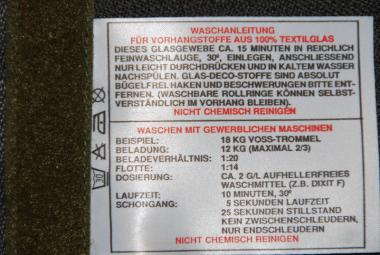 WASCHANLEITUNG
FÜR VORHANGSTOFFE AUS 100% TEXTILGLAS
DIESES GLASGEWEBE CA. 15 MINUTEN IN REICHLICH
FEINWASCHLAUGE, 30°, EINLEGEN, ANSCHLIESSEND
NUR LEICHT DURCHDRÜCKEN UND IN KALTEM WASSER
NACHSPÜLEN. GLAS-DECO-STOFFE SIND ABSOLUT
BÜGELFREI HAKEN UND BESCHWERUNGEN BITTE ENT-
FERNEN. (WASCHBARE ROLLRINGE KÖNNEN SELBST-
VERSTÄNDLICH IM VORHANG BLEIBEN).
NICHT CHEMISCH REINIGEN
WASCHEN MIT GEWERBLICHEN MASCHINEN
BEISPIEL: 18 KG VOSS-TROMMEL
BELADUNG: 12 KG (MAXIMAL 2/3)
BELADEVERHÄLTNIS: 1:20
FLOTTE: 1:14
DOSIERUNG: CA. 2 G/L AUFHELLERFREIES
WASCHMITTEL (Z.B. DIXIT F)
LAUFZEIT: 10 MINUTEN, 30°
SCHONGANG: 5 SEKUNDEN LAUFZEIT
25 SEKUNDEN STILLSTAND
KEIN ZWISCHENSCHLEUDERN,
NUR ENDSCHLEUDERN
NICHT CHEMISCH REINIGEN